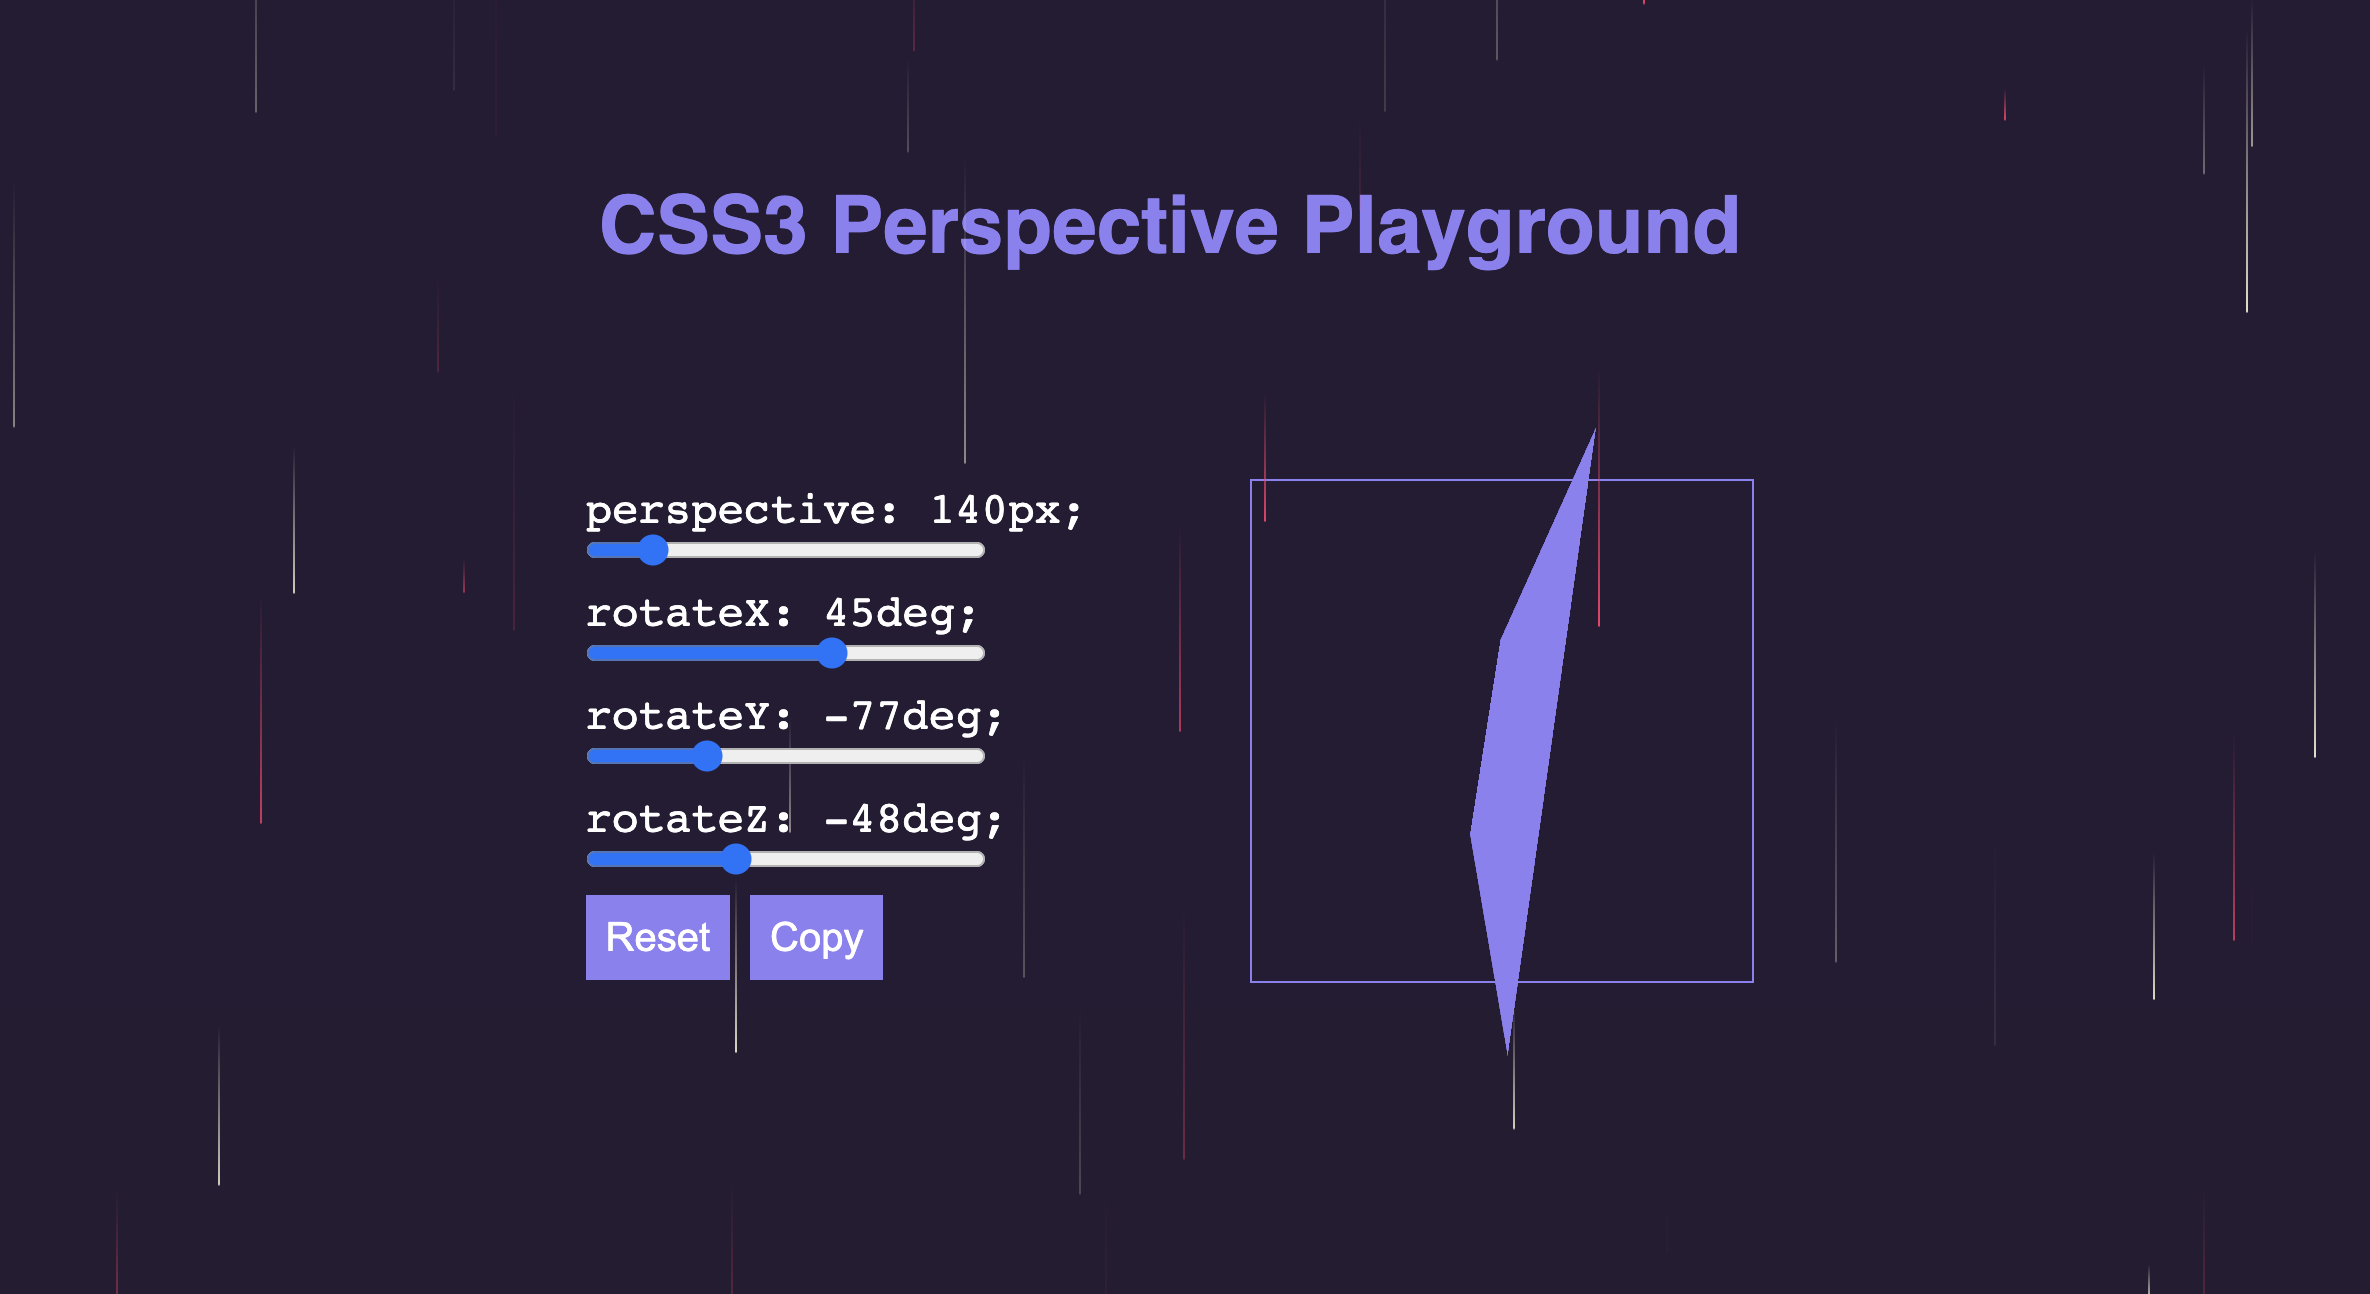 CSS3 Perspective Playground
perspective: 140px;
rotateX: 45deg;
rotateY: -77deg;
rotateZ: -48deg;
Reset Copy